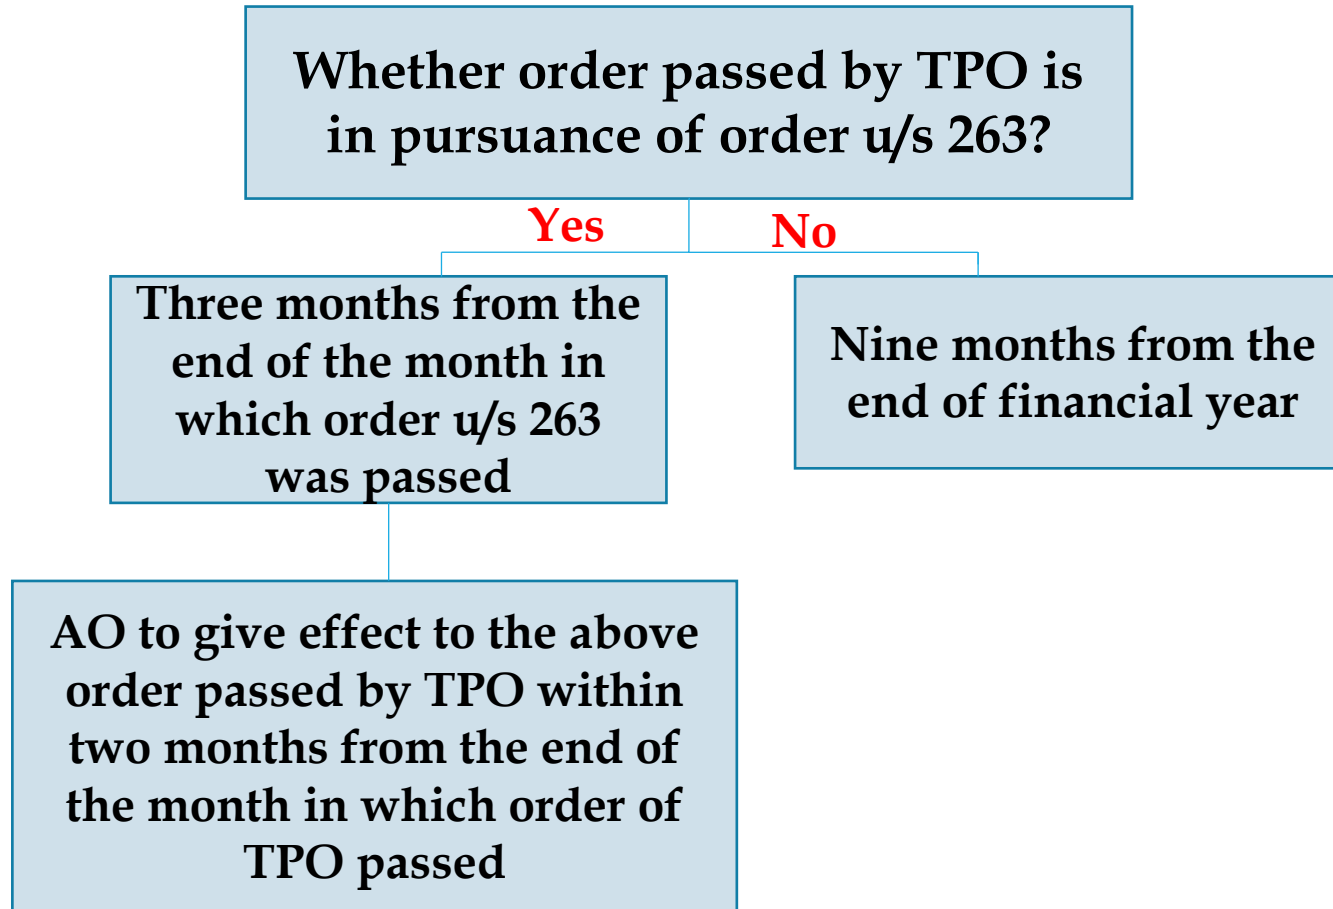 Whether order passed by TPO is
in pursuance of order u/s 263?
Yes
No
Three months from the
end of the month in
which order u/s 263
was passed
Nine months from the
end of financial year
AO to give effect to the above
order passed by TPO within
two months from the end of
the month in which order of
TPO passed